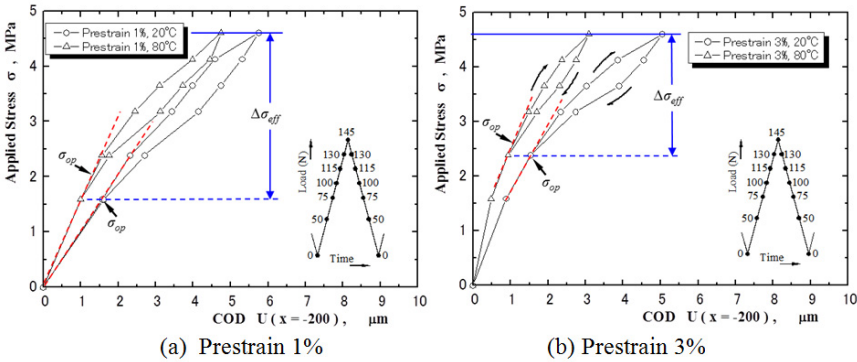 (a)
5
4
3
2
1
0
Applied Stress σ , MPa
Prestrain 1%, 20°C
Prestrain 1%, 80°C
σop
σop
Δσeff
Load (N)
145
130 130
115 115
100 100
75 75
50 50
0 0
Time
0 1 2 3 4 5 6 7 8 9 10
COD U ( x = -200 ) , μm
(a) Prestrain 1%
(b)
5
4
3
2
1
0
Applied Stress σ , MPa
Prestrain 3%, 20°C
Prestrain 3%, 80°C
σop
σop
Δσeff
Load (N)
145
130 130
115 115
100 100
75 75
50 50
0 0
Time
0 1 2 3 4 5 6 7 8 9 10
COD U ( x = -200 ) , μm
(b) Prestrain 3%